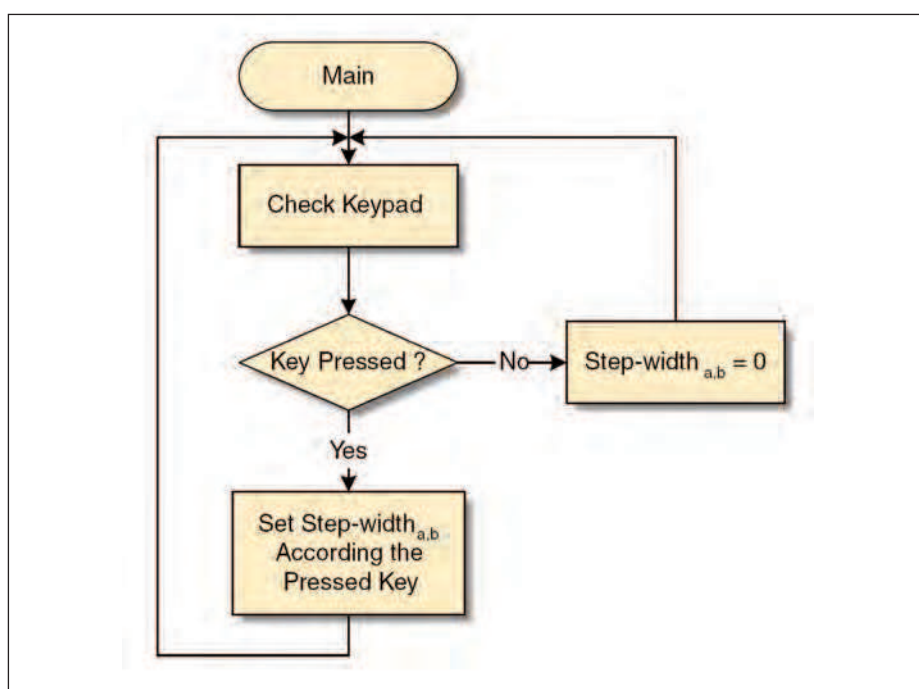 Main
Check Keypad
Key Pressed ?
No
Step-width a,b = 0
Yes
Set Step-width a,b
According the
Pressed Key